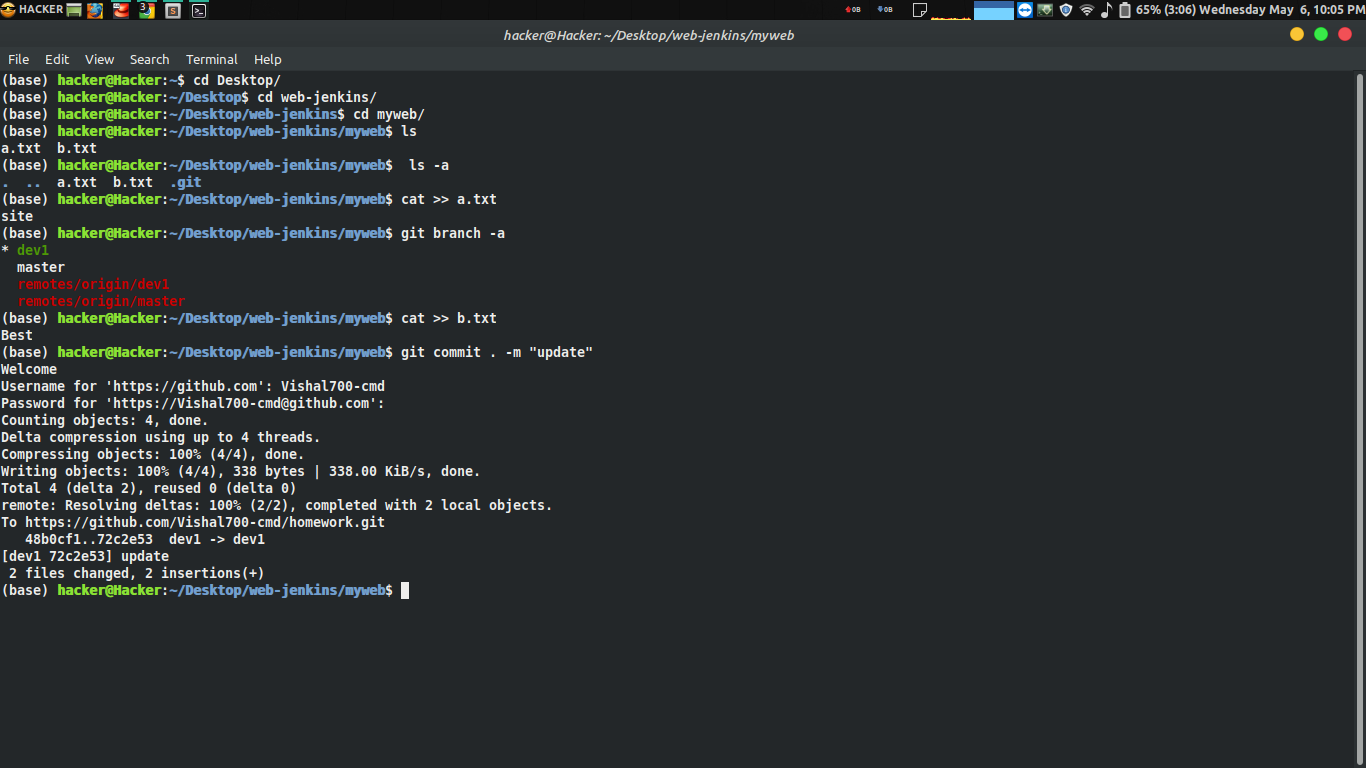 HACKER 3 0B 0B 65% (3:06) Wednesday May 6, 10:05 PM
hacker@Hacker: ~/Desktop/web-jenkins/myweb
File Edit View Search Terminal Help
(base) hacker@Hacker:~$ cd Desktop/
(base) hacker@Hacker:~/Desktop$ cd web-jenkins/
(base) hacker@Hacker:~/Desktop/web-jenkins$ cd myweb/
(base) hacker@Hacker:~/Desktop/web-jenkins/myweb$ ls
a.txt  b.txt
(base) hacker@Hacker:~/Desktop/web-jenkins/myweb$  ls -a
.  ..  a.txt  b.txt  .git
(base) hacker@Hacker:~/Desktop/web-jenkins/myweb$ cat >> a.txt
site
(base) hacker@Hacker:~/Desktop/web-jenkins/myweb$ git branch -a
* dev1
  master
  remotes/origin/dev1
  remotes/origin/master
(base) hacker@Hacker:~/Desktop/web-jenkins/myweb$ cat >> b.txt
Best
(base) hacker@Hacker:~/Desktop/web-jenkins/myweb$ git commit . -m "update"
Welcome
Username for 'https://github.com': Vishal700-cmd
Password for 'https://Vishal700-cmd@github.com':
Counting objects: 4, done.
Delta compression using up to 4 threads.
Compressing objects: 100% (4/4), done.
Writing objects: 100% (4/4), 338 bytes | 338.00 KiB/s, done.
Total 4 (delta 2), reused 0 (delta 0)
remote: Resolving deltas: 100% (2/2), completed with 2 local objects.
To https://github.com/Vishal700-cmd/homework.git
   48b0cf1..72c2e53  dev1 -> dev1
[dev1 72c2e53] update
 2 files changed, 2 insertions(+)
(base) hacker@Hacker:~/Desktop/web-jenkins/myweb$